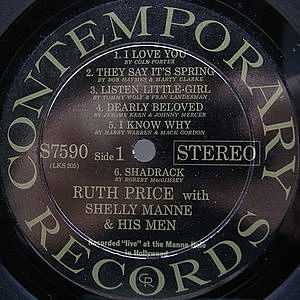 CONTEMPORARY
1. I LOVE YOU
BY COLE PORTER
2. THEY SAY IT'S SPRING
BY BOB HAYMES & MARTY CLARKE
3. LISTEN LITTLE-GIRL
BY TOMMY WOLF & FRAN LANDESMAN
4. DEARLY BELOVED
BY JEROME KERN & JOHNNY MERCER
5. I KNOW WHY
BY HARRY WARREN & MACK GORDON
S7590 Side 1 STEREO
(LKS 205)
6. SHADRACK
BY ROBERT MacGIMSEY
RUTH PRICE with
SHELLY MANNE
& HIS MEN
Recorded "live" at the Manne Hole
in Hollywood
CR
RECORDS